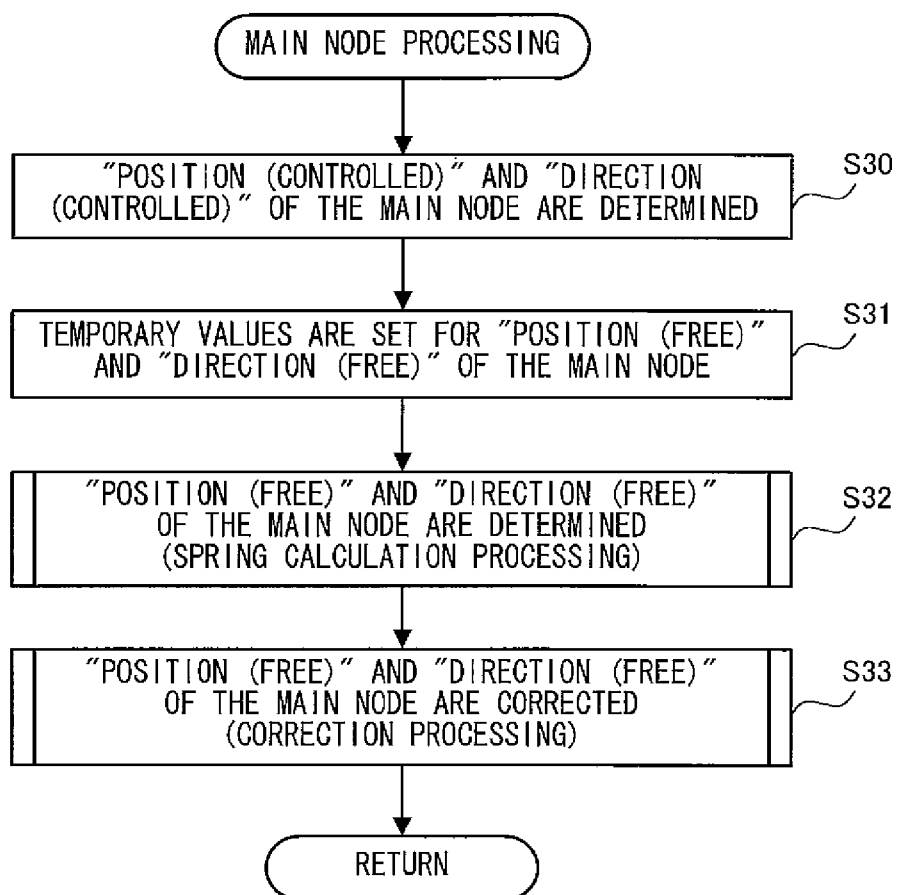 MAIN NODE PROCESSING
"POSITION (CONTROLLED)" AND "DIRECTION
(CONTROLLED)" OF THE MAIN NODE ARE DETERMINED
S30
TEMPORARY VALUES ARE SET FOR "POSITION (FREE)"
AND "DIRECTION (FREE)" OF THE MAIN NODE
S31
"POSITION (FREE)" AND "DIRECTION (FREE)"
OF THE MAIN NODE ARE DETERMINED
(SPRING CALCULATION PROCESSING)
S32
"POSITION (FREE)" AND "DIRECTION (FREE)"
OF THE MAIN NODE ARE CORRECTED
(CORRECTION PROCESSING)
S33
RETURN